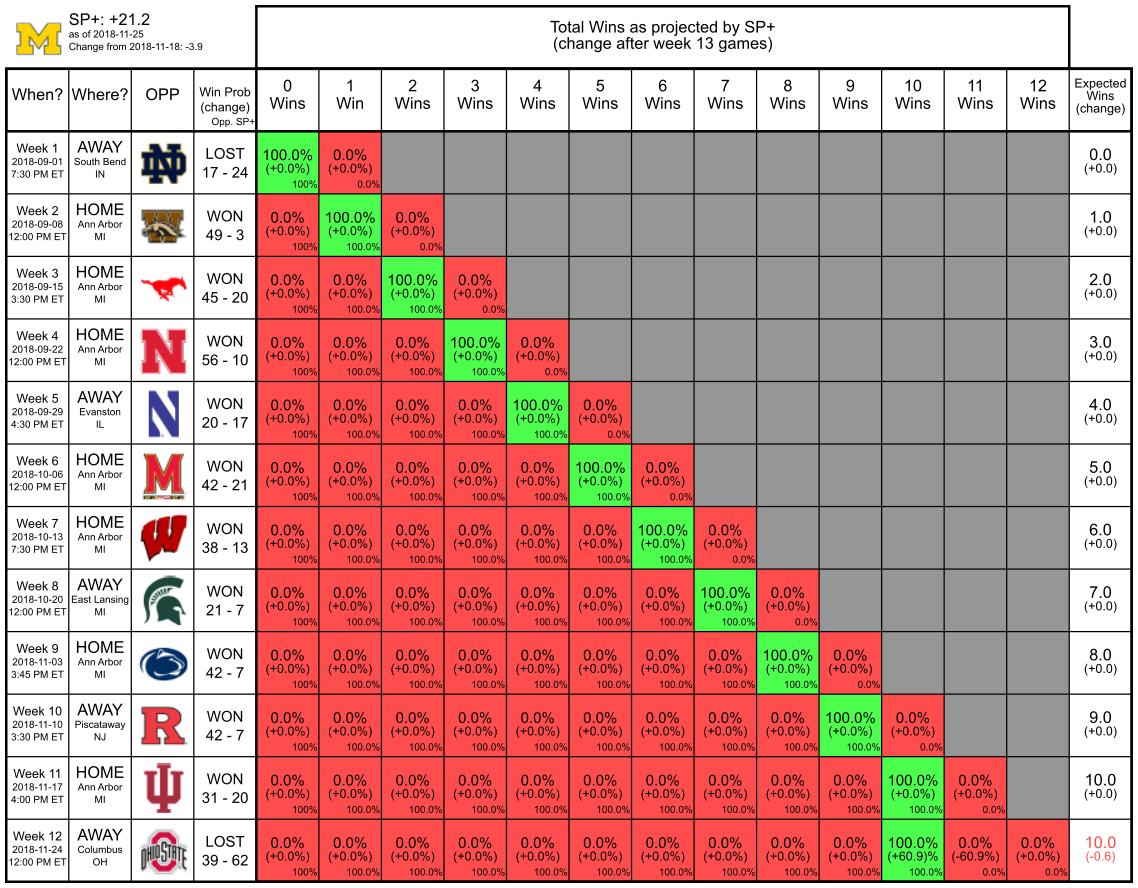 M
SP+: +21.2
as of 2018-11-25
Change from 2018-11-18: -3.9
Total Wins as projected by SP+
(change after week 13 games)
When? Where? OPP Win Prob 0 1 2 3 4 5 6 7 8 9 10 11 12 Expected
(change) Wins Win Wins Wins Wins Wins Wins Wins Wins Wins Wins Wins Wins Wins
Opp. SP+ (change)
Week 1 AWAY ND LOST 100.0% 0.0% 0.0
2018-09-01 South Bend (+0.0%) (+0.0%) (+0.0)
7:30 PM ET IN 17 - 24 100% 0.0%
Week 2 HOME W WON 0.0% 100.0% 0.0% 1.0
2018-09-08 Ann Arbor (+0.0%) (+0.0%) (+0.0%) (+0.0)
12:00 PM ET MI 49 - 3 100% 100.0% 0.0%
Week 3 HOME WON 0.0% 0.0% 100.0% 0.0% 2.0
2018-09-15 Ann Arbor (+0.0%) (+0.0%) (+0.0%) (+0.0%) (+0.0)
3:30 PM ET MI 45 - 20 100% 100.0% 100.0% 0.0%
Week 4 HOME N WON 0.0% 0.0% 0.0% 100.0% 0.0% 3.0
2018-09-22 Ann Arbor (+0.0%) (+0.0%) (+0.0%) (+0.0%) (+0.0%) (+0.0)
12:00 PM ET MI 56 - 10 100% 100.0% 100.0% 100.0% 0.0%
Week 5 AWAY N WON 0.0% 0.0% 0.0% 0.0% 100.0% 0.0% 4.0
2018-09-29 Evanston (+0.0%) (+0.0%) (+0.0%) (+0.0%) (+0.0%) (+0.0%) (+0.0)
4:30 PM ET IL 20 - 17 100% 100.0% 100.0% 100.0% 100.0% 0.0%
Week 6 HOME M WON 0.0% 0.0% 0.0% 0.0% 0.0% 100.0% 0.0% 5.0
2018-10-06 Ann Arbor (+0.0%) (+0.0%) (+0.0%) (+0.0%) (+0.0%) (+0.0%) (+0.0%) (+0.0)
12:00 PM ET MI 42 - 21 100% 100.0% 100.0% 100.0% 100.0% 100.0% 0.0%
Week 7 HOME W WON 0.0% 0.0% 0.0% 0.0% 0.0% 0.0% 100.0% 0.0% 6.0
2018-10-13 Ann Arbor (+0.0%) (+0.0%) (+0.0%) (+0.0%) (+0.0%) (+0.0%) (+0.0%) (+0.0%) (+0.0)
7:30 PM ET MI 38 - 13 100% 100.0% 100.0% 100.0% 100.0% 100.0% 100.0% 0.0%
Week 8 AWAY WON 0.0% 0.0% 0.0% 0.0% 0.0% 0.0% 0.0% 100.0% 0.0% 7.0
2018-10-20 East Lansing (+0.0%) (+0.0%) (+0.0%) (+0.0%) (+0.0%) (+0.0%) (+0.0%) (+0.0%) (+0.0%) (+0.0)
12:00 PM ET MI 21 - 7 100% 100.0% 100.0% 100.0% 100.0% 100.0% 100.0% 100.0% 0.0%
Week 9 HOME WON 0.0% 0.0% 0.0% 0.0% 0.0% 0.0% 0.0% 0.0% 100.0% 0.0% 8.0
2018-11-03 Ann Arbor (+0.0%) (+0.0%) (+0.0%) (+0.0%) (+0.0%) (+0.0%) (+0.0%) (+0.0%) (+0.0%) (+0.0%) (+0.0)
3:45 PM ET MI 42 - 7 100% 100.0% 100.0% 100.0% 100.0% 100.0% 100.0% 100.0% 100.0% 0.0%
Week 10 AWAY R WON 0.0% 0.0% 0.0% 0.0% 0.0% 0.0% 0.0% 0.0% 0.0% 100.0% 0.0% 9.0
2018-11-10 Piscataway (+0.0%) (+0.0%) (+0.0%) (+0.0%) (+0.0%) (+0.0%) (+0.0%) (+0.0%) (+0.0%) (+0.0%) (+0.0%) (+0.0)
3:30 PM ET NJ 42 - 7 100% 100.0% 100.0% 100.0% 100.0% 100.0% 100.0% 100.0% 100.0% 100.0% 0.0%
Week 11 HOME IU WON 0.0% 0.0% 0.0% 0.0% 0.0% 0.0% 0.0% 0.0% 0.0% 0.0% 100.0% 0.0% 10.0
2018-11-17 Ann Arbor (+0.0%) (+0.0%) (+0.0%) (+0.0%) (+0.0%) (+0.0%) (+0.0%) (+0.0%) (+0.0%) (+0.0%) (+0.0%) (+0.0%) (+0.0)
4:00 PM ET MI 31 - 20 100% 100.0% 100.0% 100.0% 100.0% 100.0% 100.0% 100.0% 100.0% 100.0% 100.0% 0.0%
Week 12 AWAY OHIO STATE LOST 0.0% 0.0% 0.0% 0.0% 0.0% 0.0% 0.0% 0.0% 0.0% 0.0% 100.0% 0.0% 0.0% 10.0
2018-11-24 Columbus (+0.0%) (+0.0%) (+0.0%) (+0.0%) (+0.0%) (+0.0%) (+0.0%) (+0.0%) (+0.0%) (+0.0%) (+60.9)% (-60.9%) (+0.0%) (-0.6)
12:00 PM ET OH 39 - 62 100% 100.0% 100.0% 100.0% 100.0% 100.0% 100.0% 100.0% 100.0% 100.0% 100.0% 0.0% 0.0%